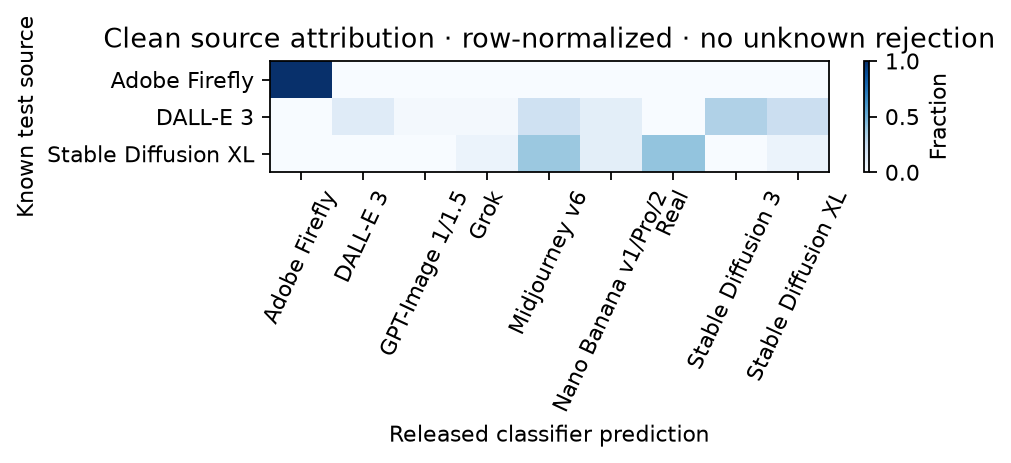 Clean source attribution · row-normalized · no unknown rejection
Known test source
Adobe Firefly
DALL-E 3
Stable Diffusion XL
1.0
0.5
0.0
Fraction
Adobe Firefly
DALL-E 3
GPT-Image 1/1.5
Grok
Midjourney v6
Nano Banana v1/Pro/2
Real
Stable Diffusion 3
Stable Diffusion XL
Released classifier prediction